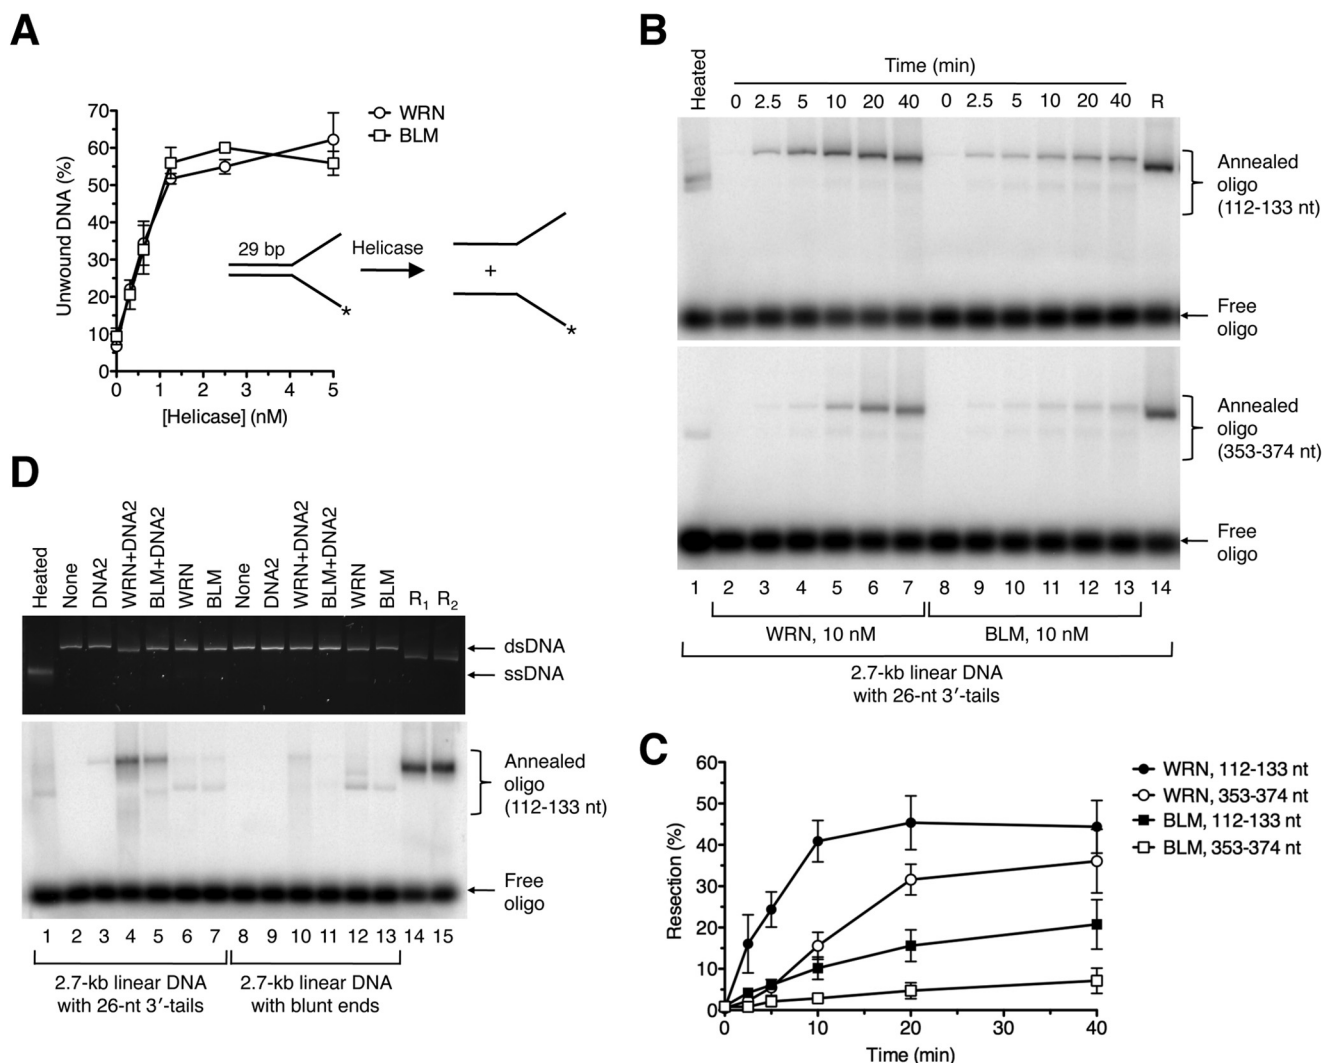 A
70
60
50
40
30
20
10
0
Unwound DNA (%)
0 1 2 3 4 5
[Helicase] (nM)
WRN
BLM
29 bp
Helicase
+
*
*
B
Heated
Time (min)
0 2.5 5 10 20 40 0 2.5 5 10 20 40 R
Annealed
oligo
(112-133 nt)
Free
oligo
Annealed
oligo
(353-374 nt)
Free
oligo
1 2 3 4 5 6 7 8 9 10 11 12 13 14
WRN, 10 nM
BLM, 10 nM
2.7-kb linear DNA
with 26-nt 3′-tails
C
60
50
40
30
20
10
0
Resection (%)
0 10 20 30 40
Time (min)
WRN, 112-133 nt
WRN, 353-374 nt
BLM, 112-133 nt
BLM, 353-374 nt
D
Heated
None
DNA2
WRN+DNA2
BLM+DNA2
WRN
BLM
None
DNA2
WRN+DNA2
BLM+DNA2
WRN
BLM
R1 R2
dsDNA
ssDNA
Annealed
oligo
(112-133 nt)
Free
oligo
1 2 3 4 5 6 7 8 9 10 11 12 13 14 15
2.7-kb linear DNA
with 26-nt 3′-tails
2.7-kb linear DNA
with blunt ends